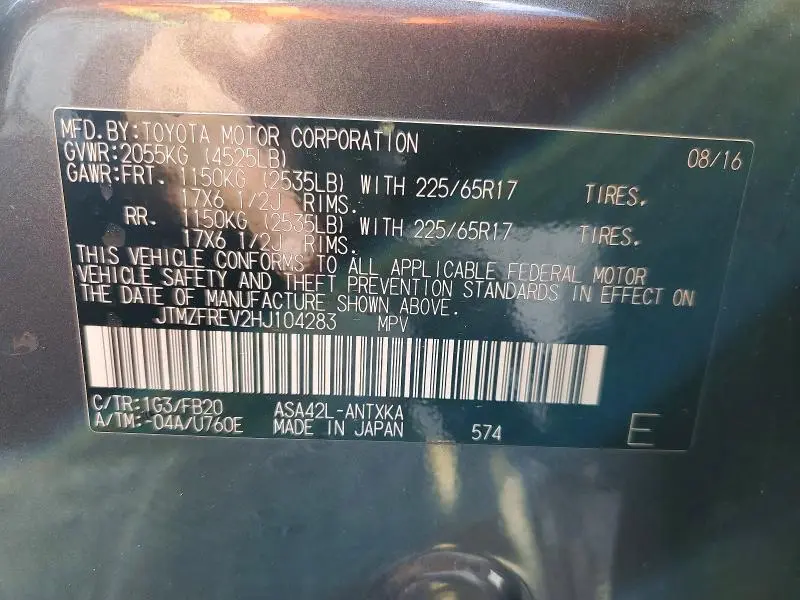 MFD. BY: TOYOTA MOTOR CORPORATION 08/16
GVWR: 2055KG (4525LB)
GAWR: FRT. 1150KG (2535LB) WITH 225/65R17 TIRES.
17X6 1/2J RIMS.
RR. 1150KG (2535LB) WITH 225/65R17 TIRES.
17X6 1/2J RIMS.
THIS VEHICLE CONFORMS TO ALL APPLICABLE FEDERAL MOTOR
VEHICLE SAFETY AND THEFT PREVENTION STANDARDS IN EFFECT ON
THE DATE OF MANUFACTURE SHOWN ABOVE.
JTMZFREV2HJ104283 MPV
C/TR: 1G3/FB20 ASA42L-ANTXKA
A/TM: -04A/U760E MADE IN JAPAN 574 E